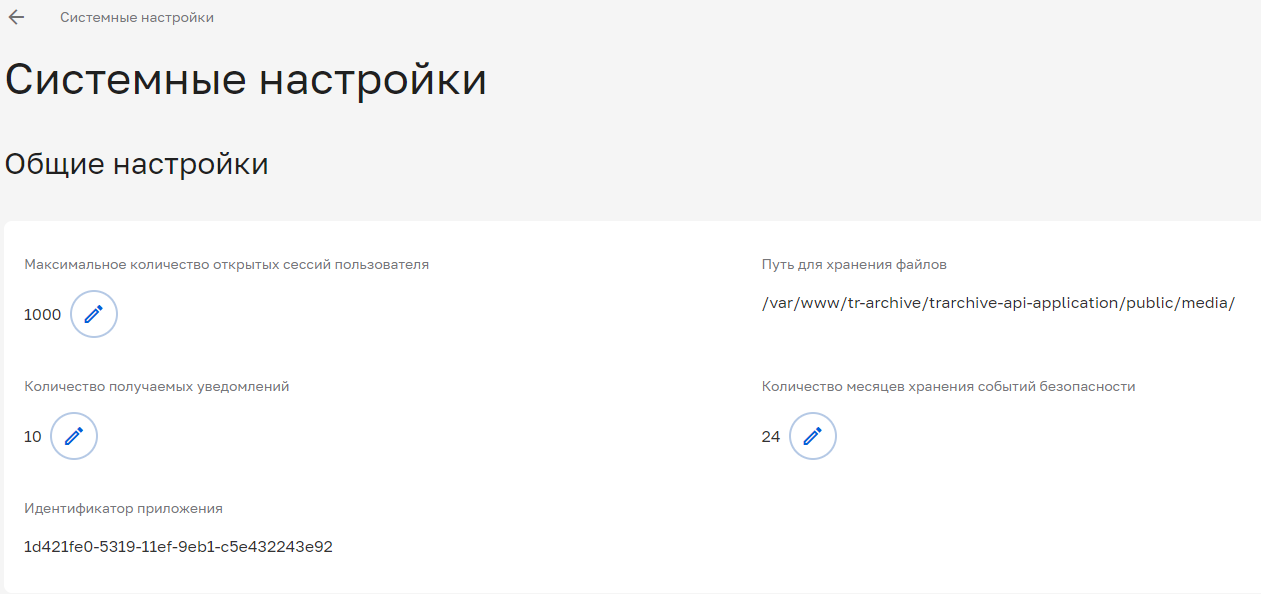 Системные настройки
Системные настройки
Общие настройки
Максимальное количество открытых сессий пользователя
1000
Путь для хранения файлов
/var/www/tr-archive/trarchive-api-application/public/media/
Количество получаемых уведомлений
10
Количество месяцев хранения событий безопасности
24
Идентификатор приложения
1d421fe0-5319-11ef-9eb1-c5e432243e92